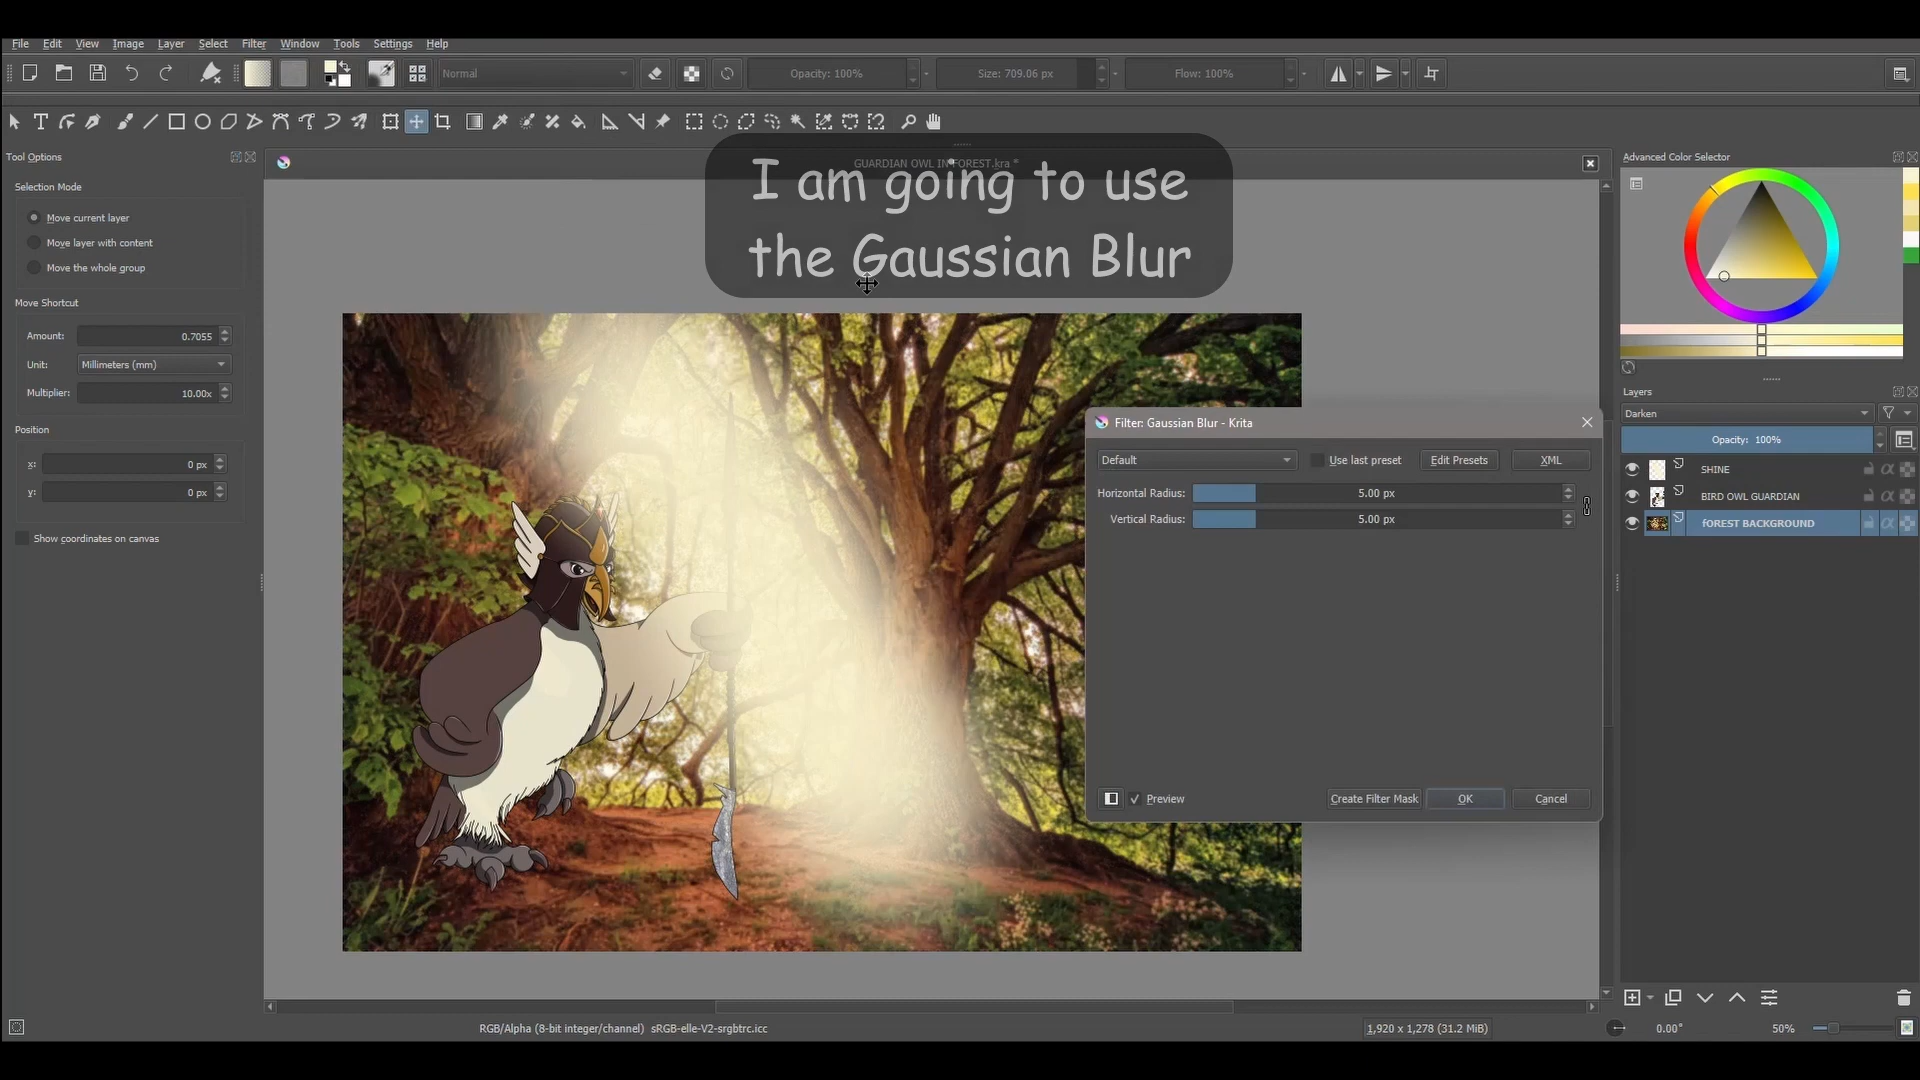 File Edit View Image Layer Select Filter Window Tools Settings Help
Normal
Opacity: 100%
Size: 709.06 px
Flow: 100%
Tool Options
Selection Mode
Move current layer
Move layer with content
Move the whole group
Move Shortcut
Amount: 0.7055
Unit: Millimeters (mm)
Multiplier: 10.00x
Position
x: 0 px
y: 0 px
Show coordinates on canvas
GUARDIAN OWL IN FOREST.kra *
I am going to use
the Gaussian Blur
Filter: Gaussian Blur - Krita
Default
Use last preset
Edit Presets
XML
Horizontal Radius: 5.00 px
Vertical Radius: 5.00 px
Preview
Create Filter Mask
OK
Cancel
Advanced Color Selector
Layers
Darken
Opacity: 100%
SHINE
BIRD OWL GUARDIAN
fOREST BACKGROUND
RGB/Alpha (8-bit integer/channel) sRGB-elle-V2-srgbtrc.icc
1,920 x 1,278 (31.2 MiB)
0.00°
50%